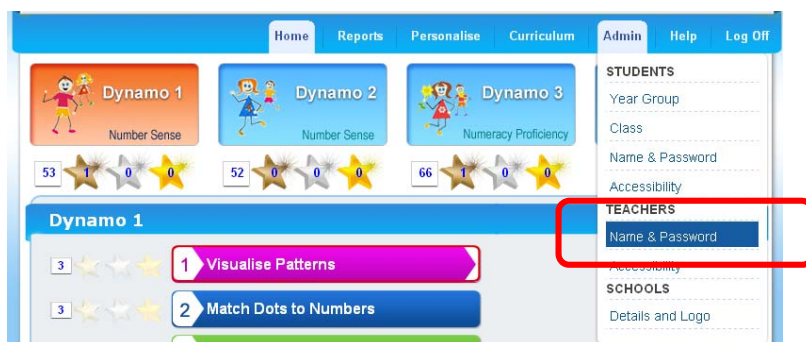 Home Reports Personalise Curriculum Admin Help Log Off
Dynamo 1
Number Sense
Dynamo 2
Number Sense
Dynamo 3
Numeracy Proficiency
53 1 0 0
52 0 0 0
66 1 0 0
STUDENTS
Year Group
Class
Name & Password
Accessibility
TEACHERS
Name & Password
Accessibility
SCHOOLS
Details and Logo
Dynamo 1
3
1 Visualise Patterns
3
2 Match Dots to Numbers